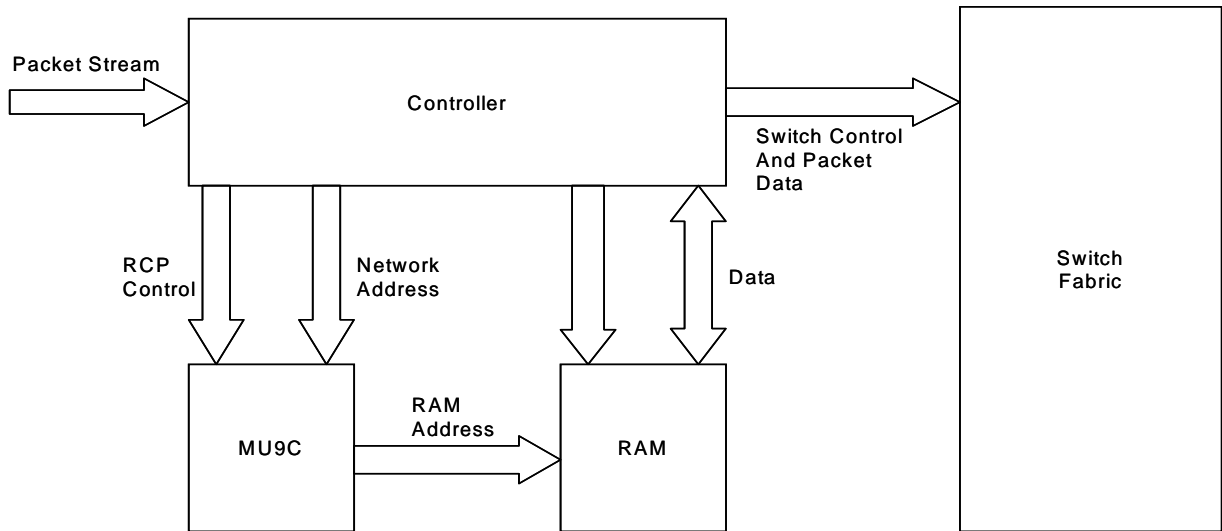 Packet Stream
Controller
Switch Control
And Packet
Data
RCP
Control
Network
Address
Data
Switch
Fabric
RAM
Address
MU9C
RAM